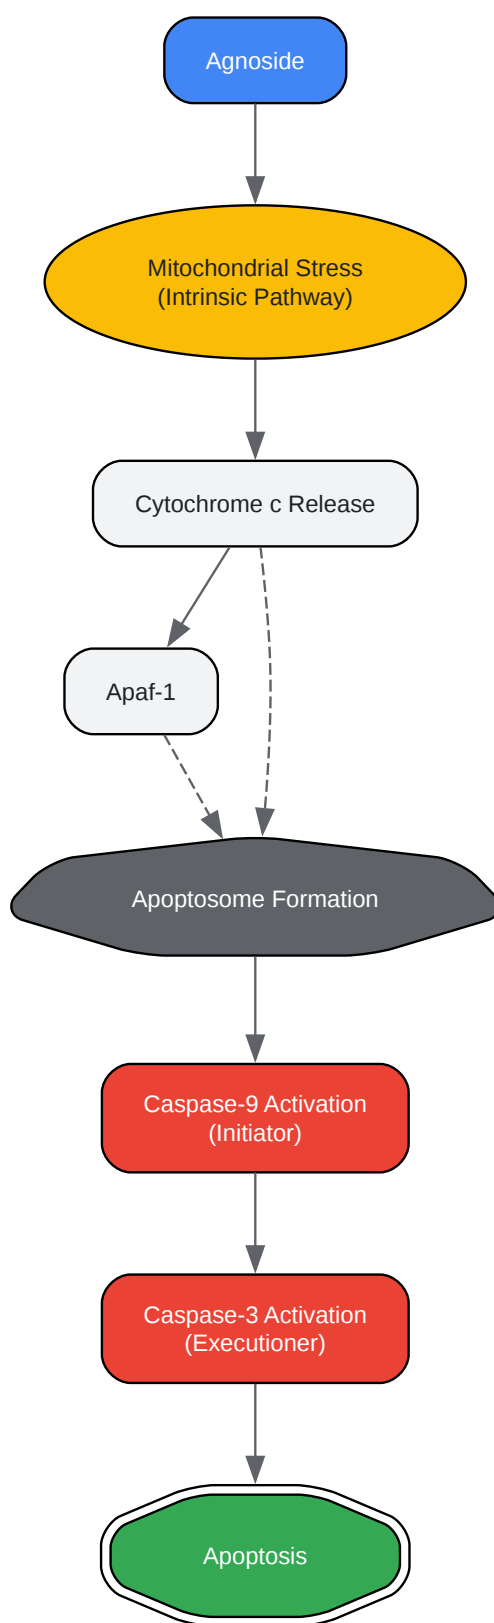 Agnoside
Mitochondrial Stress
(Intrinsic Pathway)
Cytochrome c Release
Apaf-1
Apoptosome Formation
Caspase-9 Activation
(Initiator)
Caspase-3 Activation
(Executioner)
Apoptosis